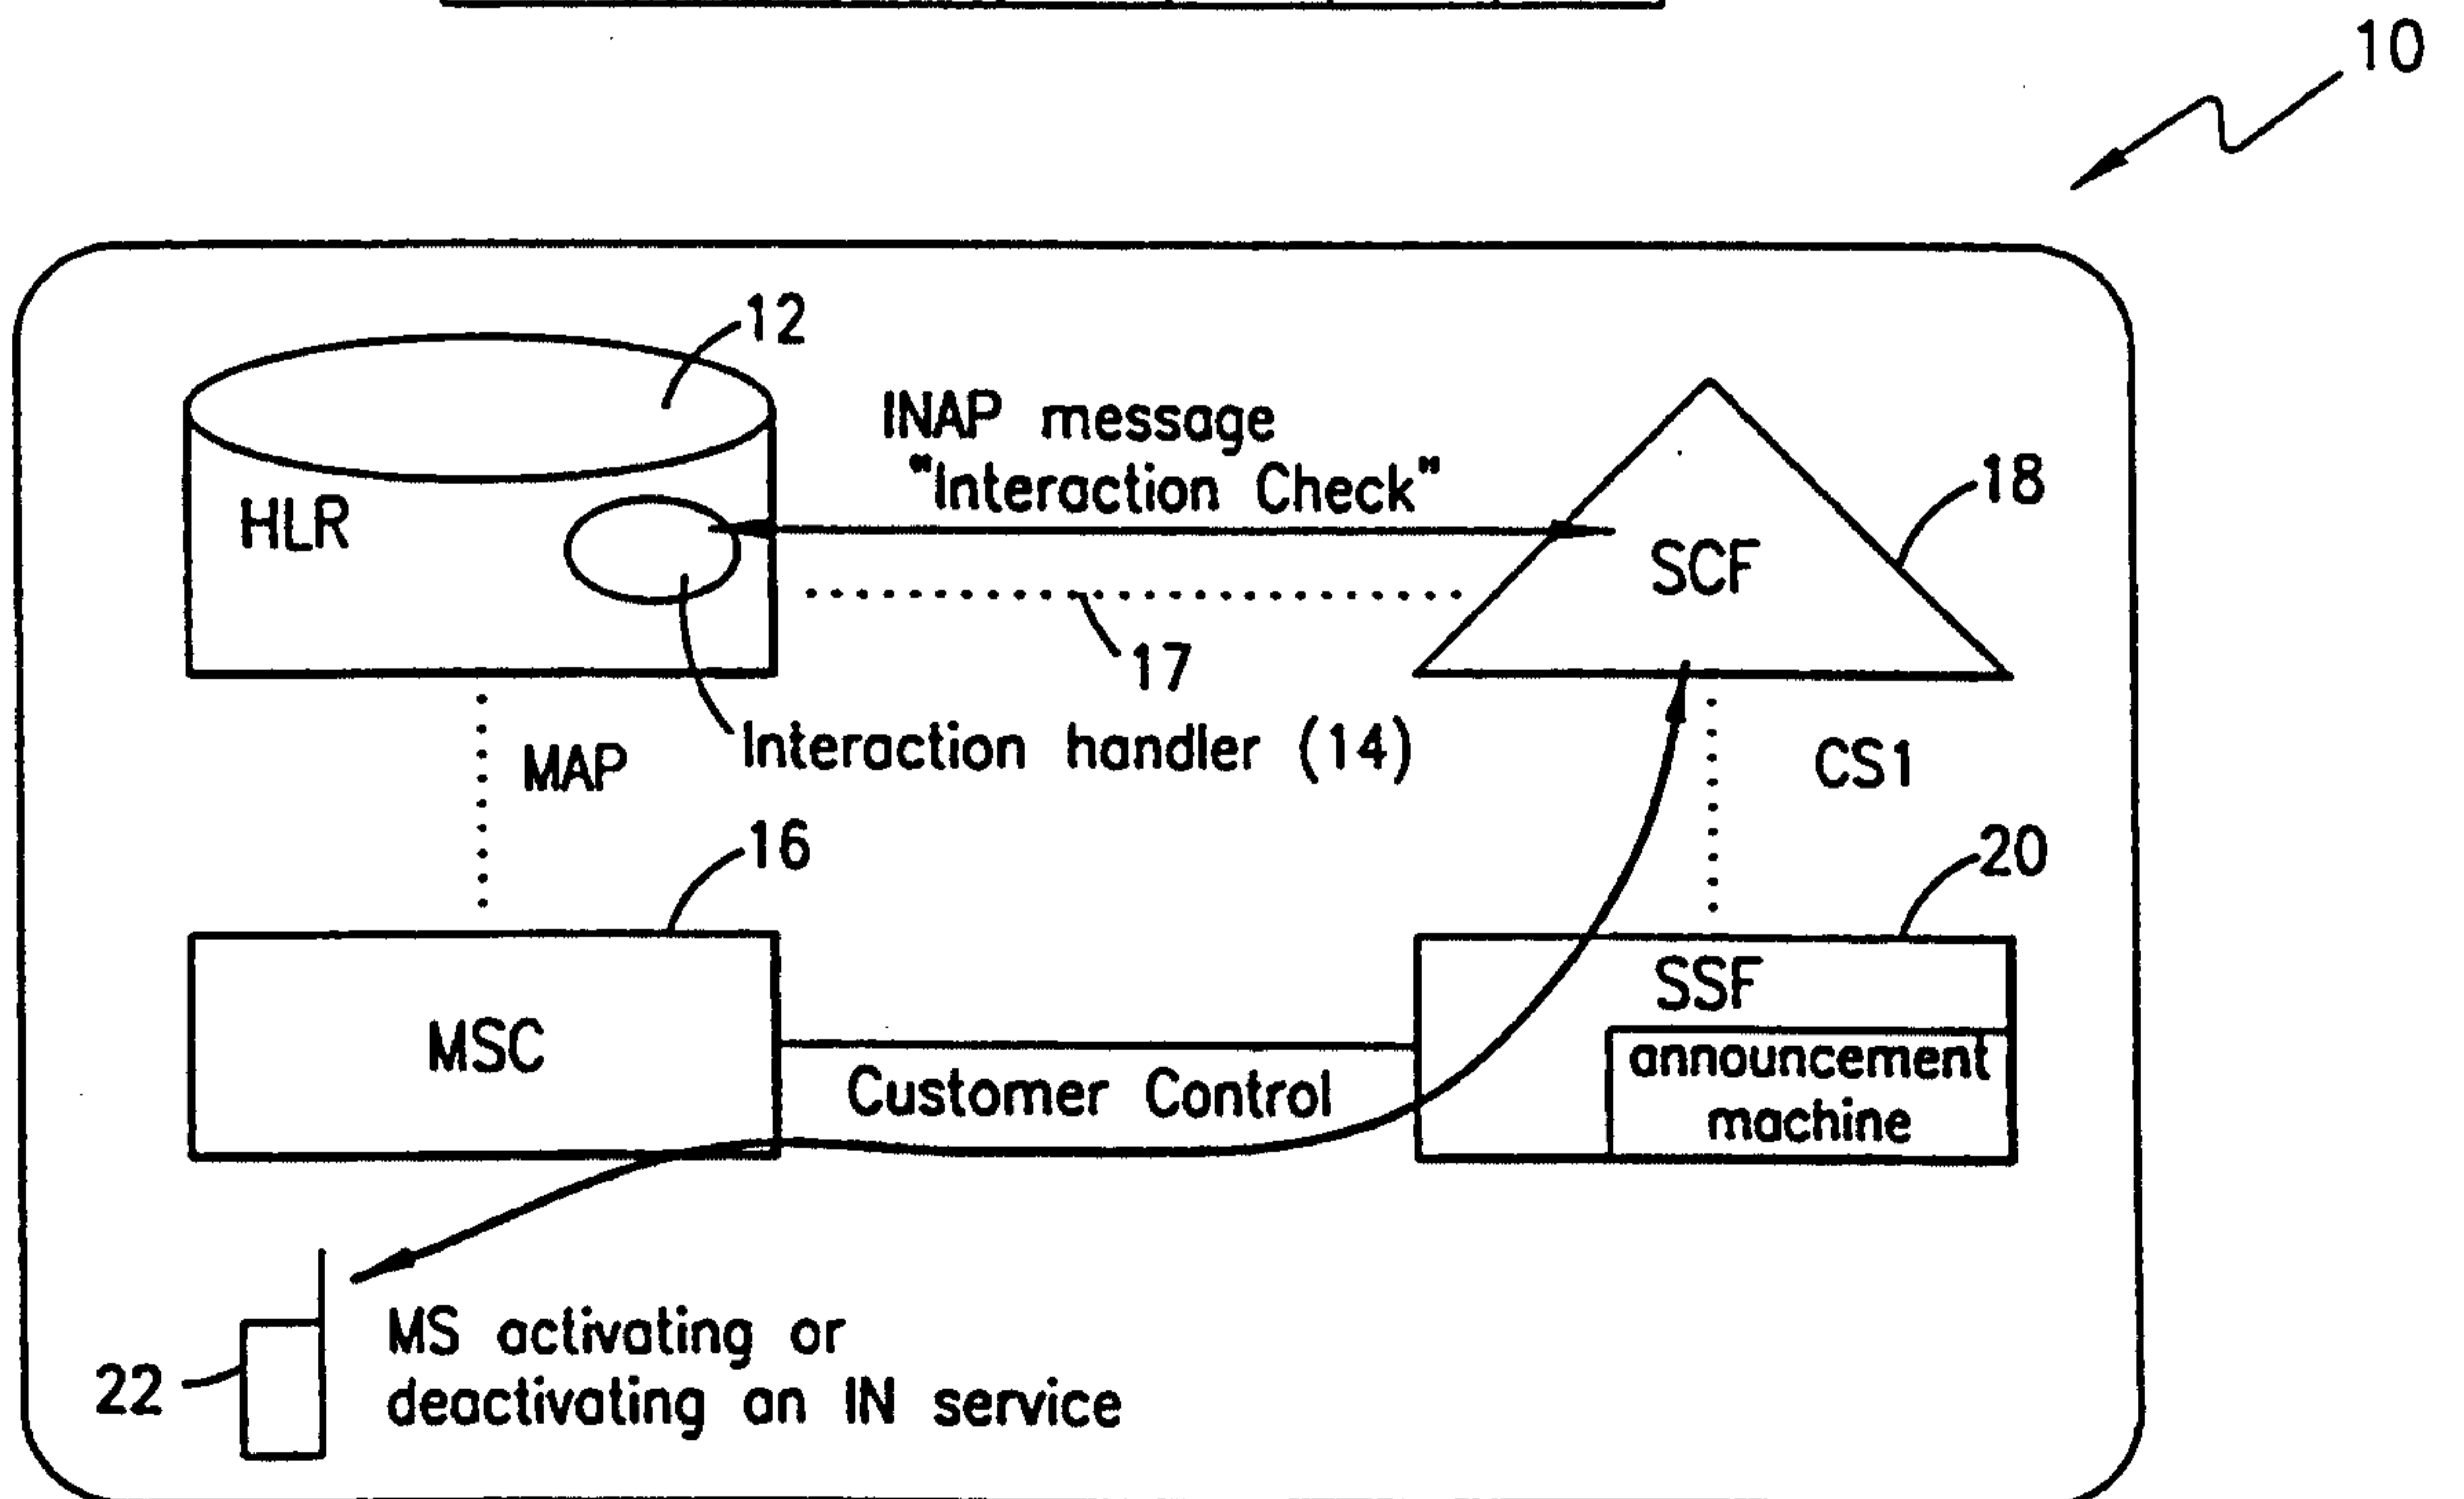 10
12
INAP message
"Interaction Check"
18
HLR
SCF
17
Interaction handler (14)
MAP
CS1
16
20
SSF
MSC
announcement
machine
Customer Control
MS activating or
deactivating an IN service
22